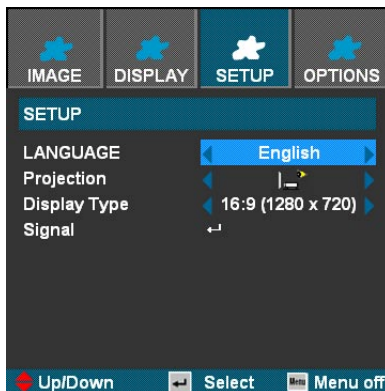 IMAGE DISPLAY SETUP OPTIONS
SETUP
LANGUAGE English
Projection
Display Type 16:9 (1280 x 720)
Signal
Up/Down Select Menu Menu off